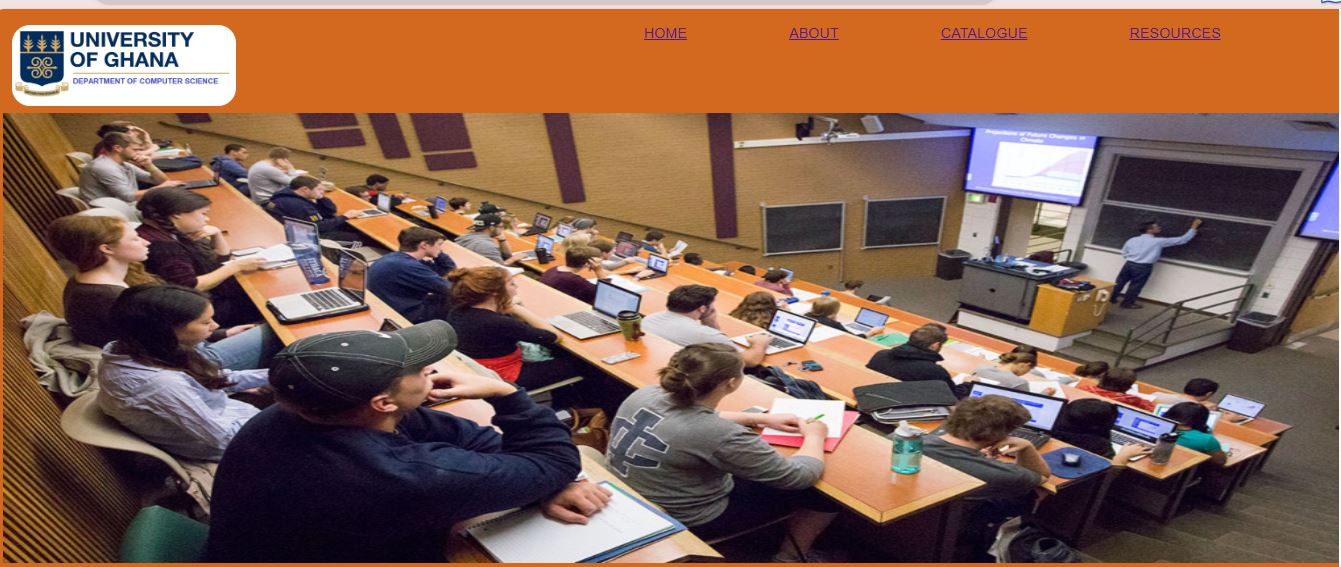 UNIVERSITY
OF GHANA
DEPARTMENT OF COMPUTER SCIENCE
HOME
ABOUT
CATALOGUE
RESOURCES
Projections of Future Changes in
Climate